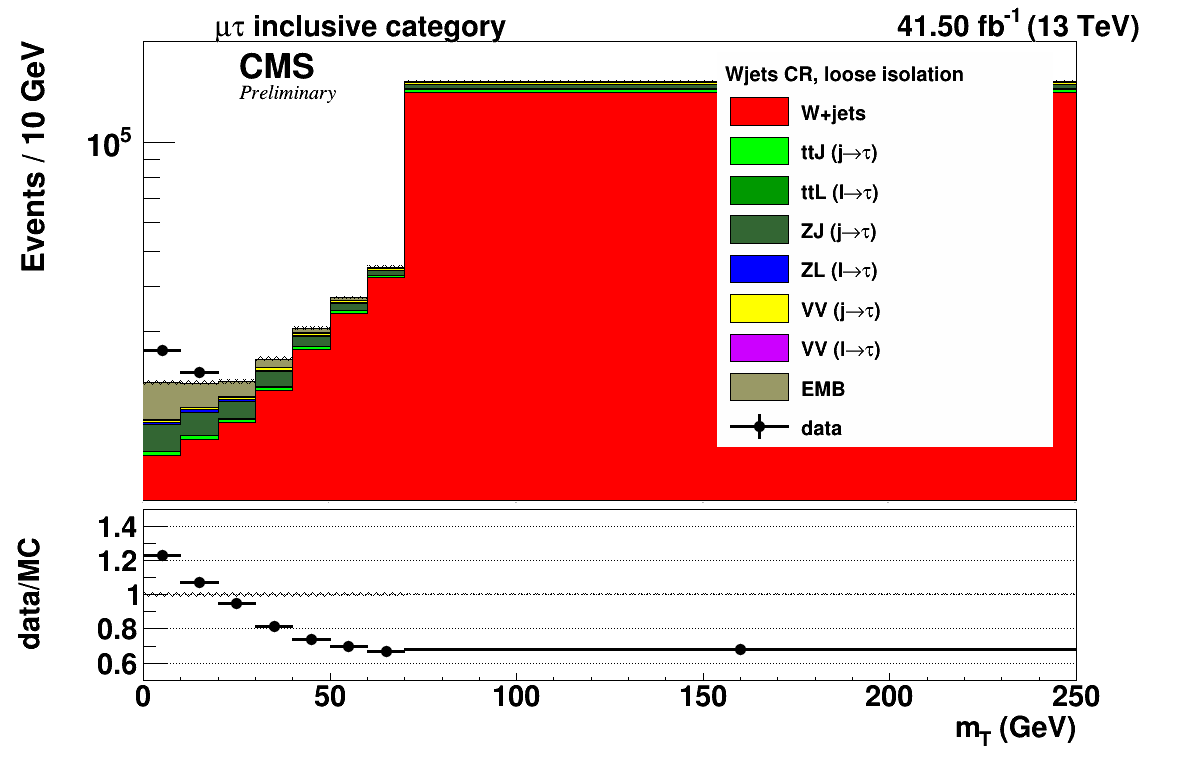 μτ inclusive category
41.50 fb⁻¹ (13 TeV)
CMS
Preliminary
Events / 10 GeV
10⁵
Wjets CR, loose isolation
W+jets
ttJ (j→τ)
ttL (l→τ)
ZJ (j→τ)
ZL (l→τ)
VV (j→τ)
VV (l→τ)
EMB
data
data/MC
1.4
1.2
1
0.8
0.6
0 50 100 150 200 250
m_T (GeV)